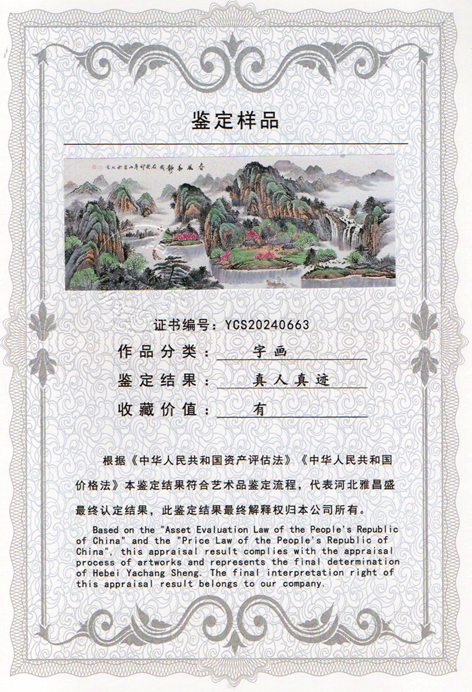 鉴定样品
证书编号：YCS20240663
作品分类：字画
鉴定结果：真人真迹
收藏价值：有
根据《中华人民共和国资产评估法》《中华人民共和国
价格法》本鉴定结果符合艺术品鉴定流程，代表河北雅昌盛
最终认定结果，此鉴定结果最终解释权归本公司所有。
Based on the "Asset Evaluation Law of the People's Republic
of China" and the "Price Law of the People's Republic of
China", this appraisal result complies with the appraisal
process of artworks and represents the final determination
of Hebei Yachang Sheng. The final interpretation right of
this appraisal result belongs to our company.